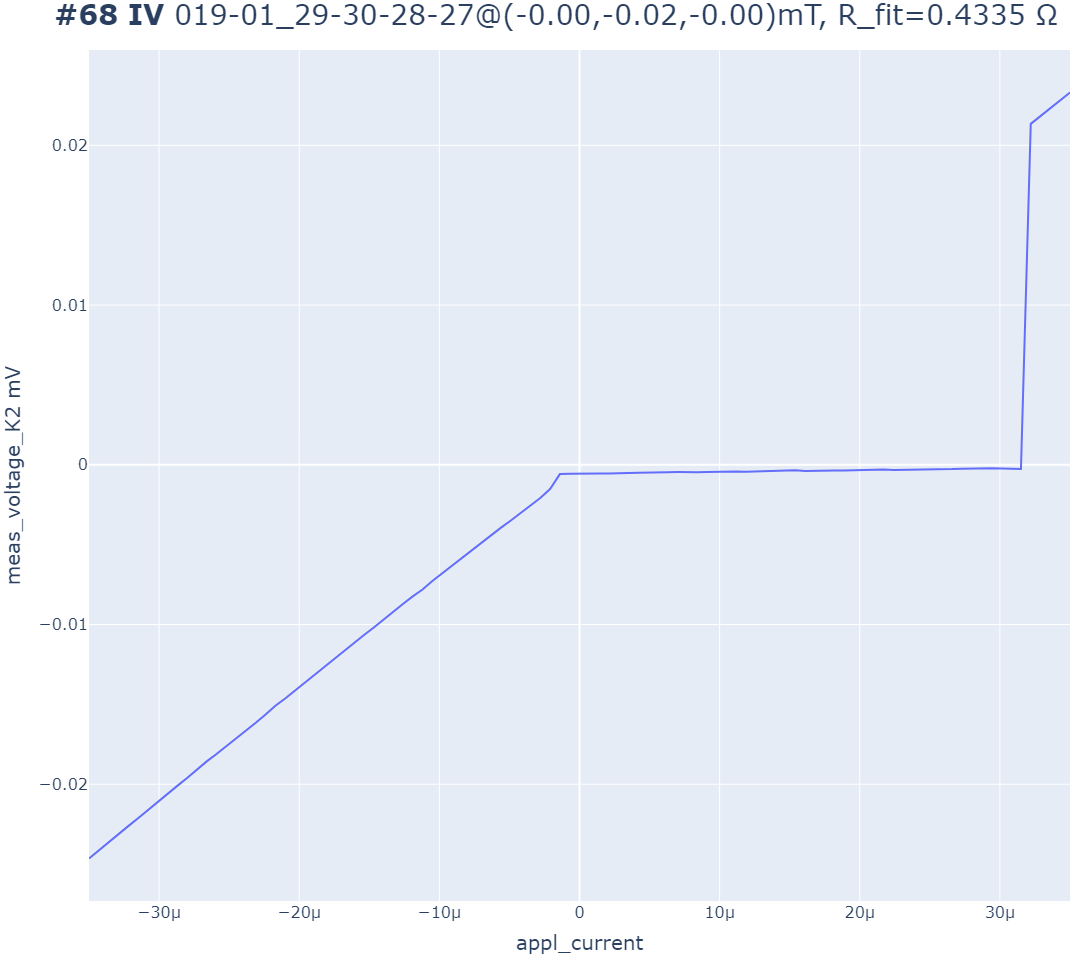 #68 IV 019-01_29-30-28-27@(-0.00,-0.02,-0.00)mT, R_fit=0.4335 Ω
meas_voltage_K2 mV
0.02
0.01
0
−0.01
−0.02
−30μ −20μ −10μ 0 10μ 20μ 30μ
appl_current